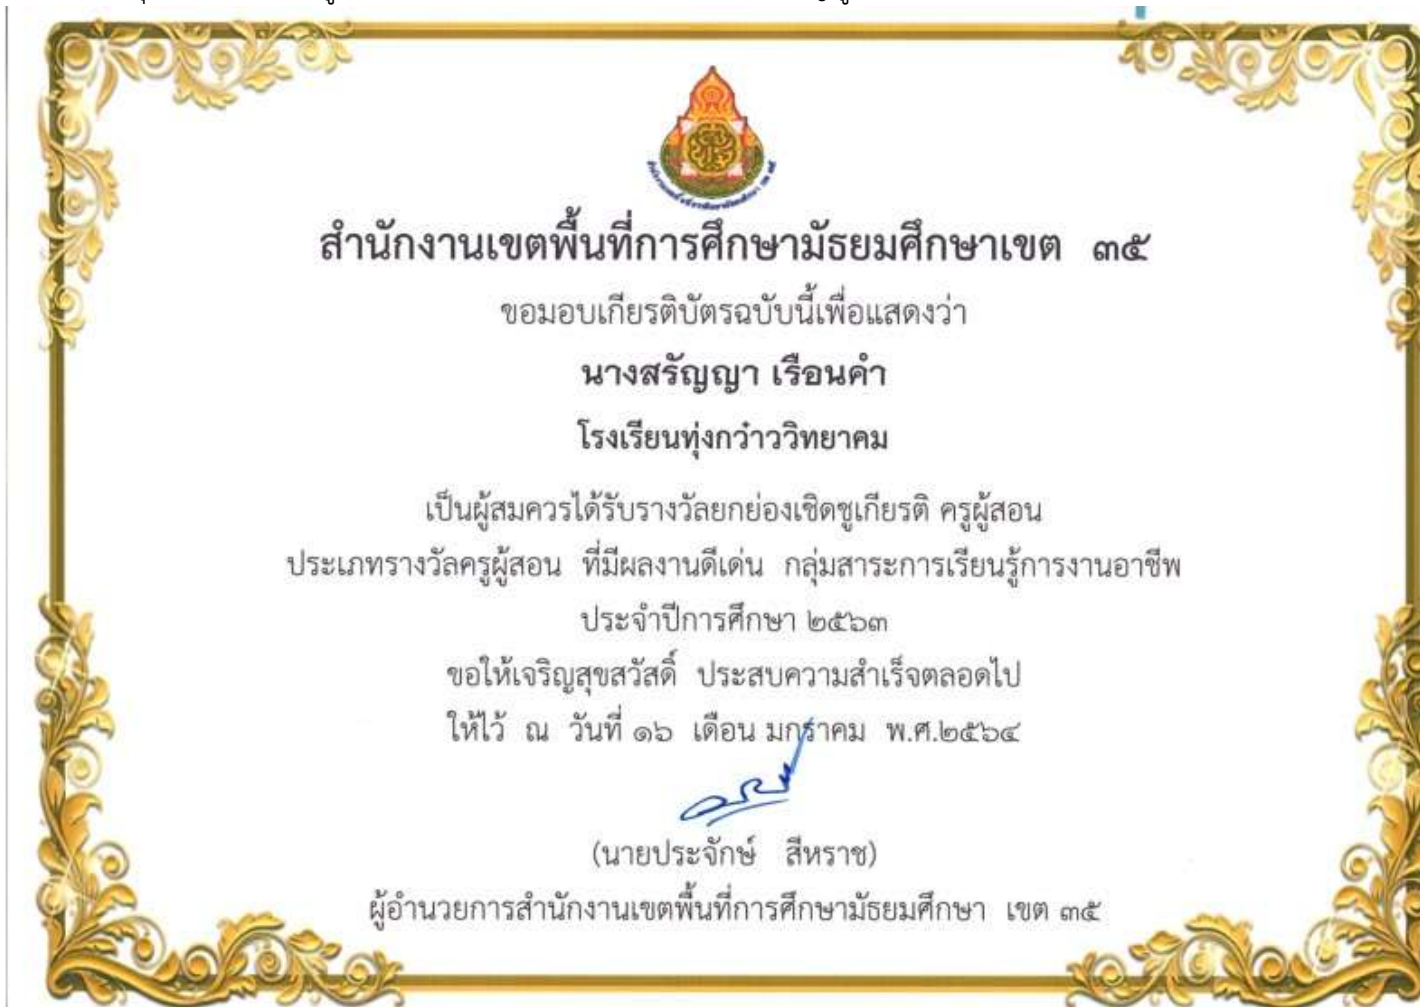 สำนักงานเขตพื้นที่การศึกษามัธยมศึกษาเขต ๓๕
ขอมอบเกียรติบัตรฉบับนี้เพื่อแสดงว่า
นางสรัญญา เรือนคำ
โรงเรียนทุ่งกว๋าววิทยาคม
เป็นผู้สมควรได้รับรางวัลยกย่องเชิดชูเกียรติ ครูผู้สอน
ประเภทรางวัลครูผู้สอน ที่มีผลงานดีเด่น กลุ่มสาระการเรียนรู้การงานอาชีพ
ประจำปีการศึกษา ๒๕๖๓
ขอให้เจริญสุขสวัสดิ์ ประสบความสำเร็จตลอดไป
ให้ไว้ ณ วันที่ ๑๖ เดือน มกราคม พ.ศ.๒๕๖๔
(นายประจักษ์ สีหราช)
ผู้อำนวยการสำนักงานเขตพื้นที่การศึกษามัธยมศึกษา เขต ๓๕